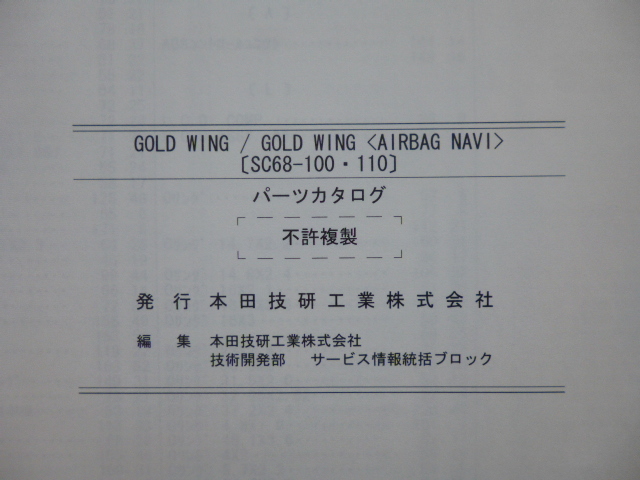 GOLD WING / GOLD WING <AIRBAG NAVI>
〔SC68-100・110〕
パーツカタログ
不許複製
発行 本田技研工業株式会社
編集 本田技研工業株式会社
技術開発部 サービス情報統括ブロック